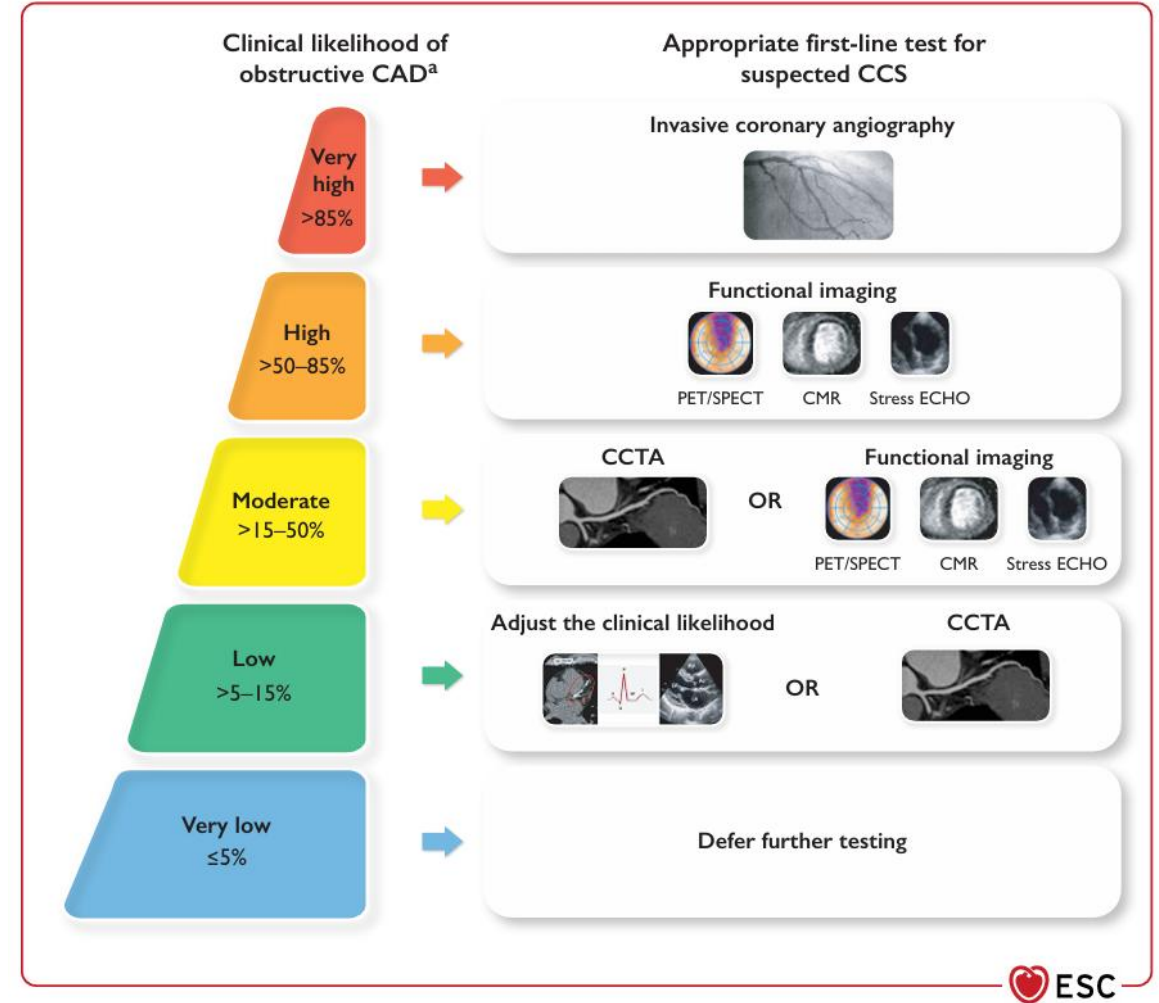 Clinical likelihood of
obstructive CADᵃ
Appropriate first-line test for
suspected CCS
Very
high
>85%
Invasive coronary angiography
High
>50–85%
Functional imaging
PET/SPECT
CMR
Stress ECHO
Moderate
>15–50%
CCTA
OR
Functional imaging
PET/SPECT
CMR
Stress ECHO
Low
>5–15%
Adjust the clinical likelihood
OR
CCTA
Very low
≤5%
Defer further testing
ESC